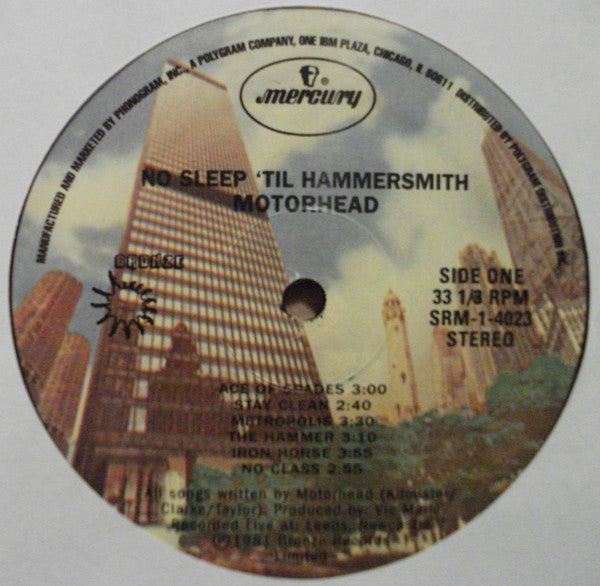 MANUFACTURED AND MARKETED BY PHONOGRAM, INC., A POLYGRAM COMPANY, ONE IBM PLAZA, CHICAGO, IL 60611 DISTRIBUTED BY POLYGRAM DISTRIBUTION INC.
mercury ®
NO SLEEP 'TIL HAMMERSMITH
MOTORHEAD
BRONZE
SIDE ONE
33 1/3 RPM
SRM-1-4023
STEREO
ACE OF SPADES 3:00
STAY CLEAN 2:40
METROPOLIS 3:30
THE HAMMER 3:10
IRON HORSE 3:55
NO CLASS 2:55
All songs written by Motorhead (Kilmister/
Clarke/Taylor). Produced by: Vic Maile
Recorded Live at: Leeds,
℗1981 Bronze Records
Limited